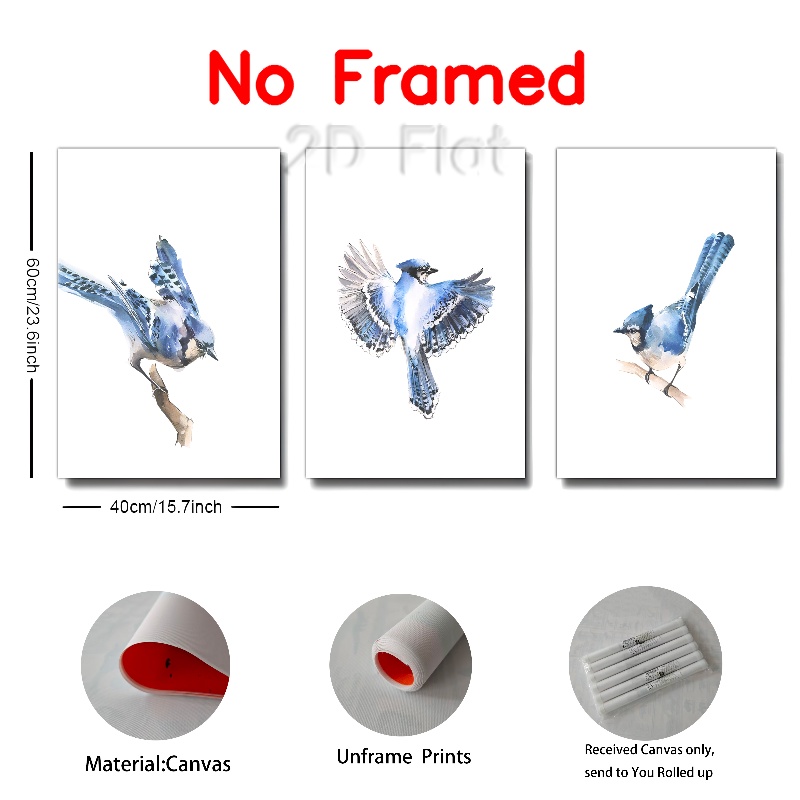 No Framed
2D Flat
60cm/23.6inch
40cm/15.7inch
Material:Canvas
Unframe Prints
Received Canvas only,
send to You Rolled up